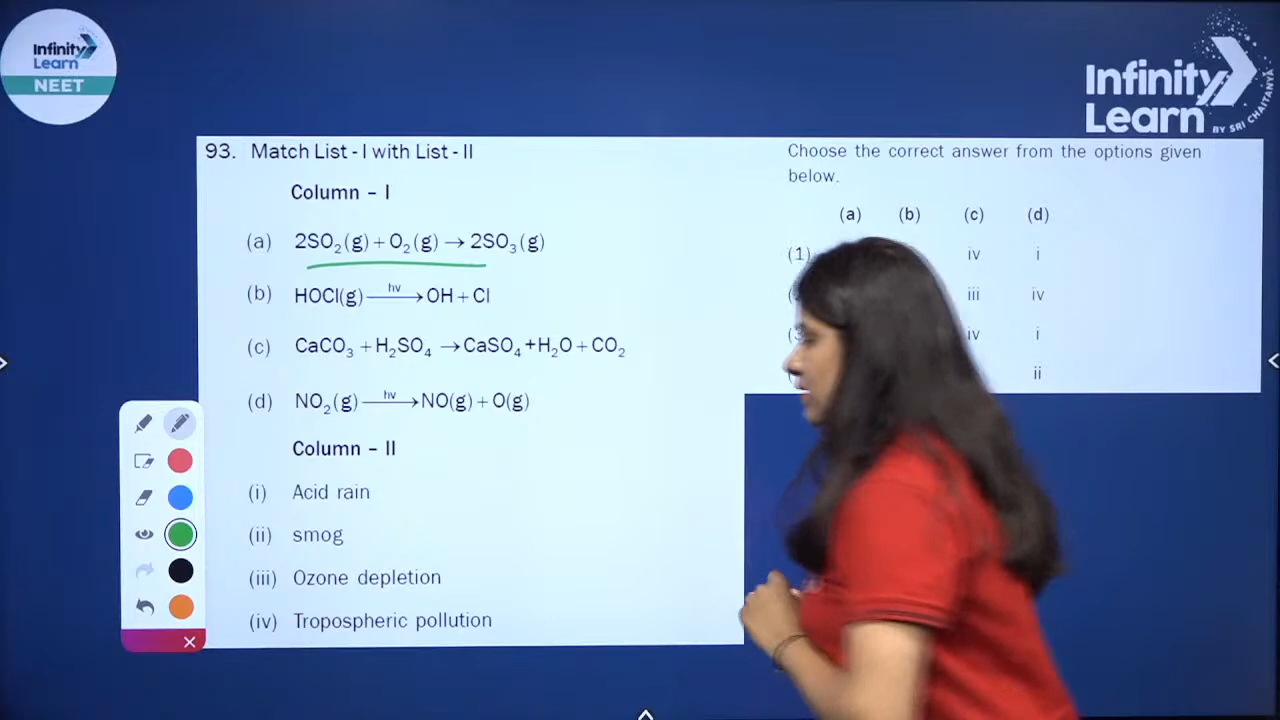 Infinity
Learn
NEET
Infinity
Learn
BY SRI CHAITANYA
93. Match List - I with List - II
Column - I
(a) 2SO₂(g) + O₂(g) → 2SO₃(g)
(b) HOCl(g) —hν→ OH + Cl
(c) CaCO₃ + H₂SO₄ → CaSO₄ + H₂O + CO₂
(d) NO₂(g) —hν→ NO(g) + O(g)
Column - II
(i) Acid rain
(ii) smog
(iii) Ozone depletion
(iv) Tropospheric pollution
Choose the correct answer from the options given
below.
(a) (b) (c) (d)
(1) iv i
iii iv
(3 iv i
ii